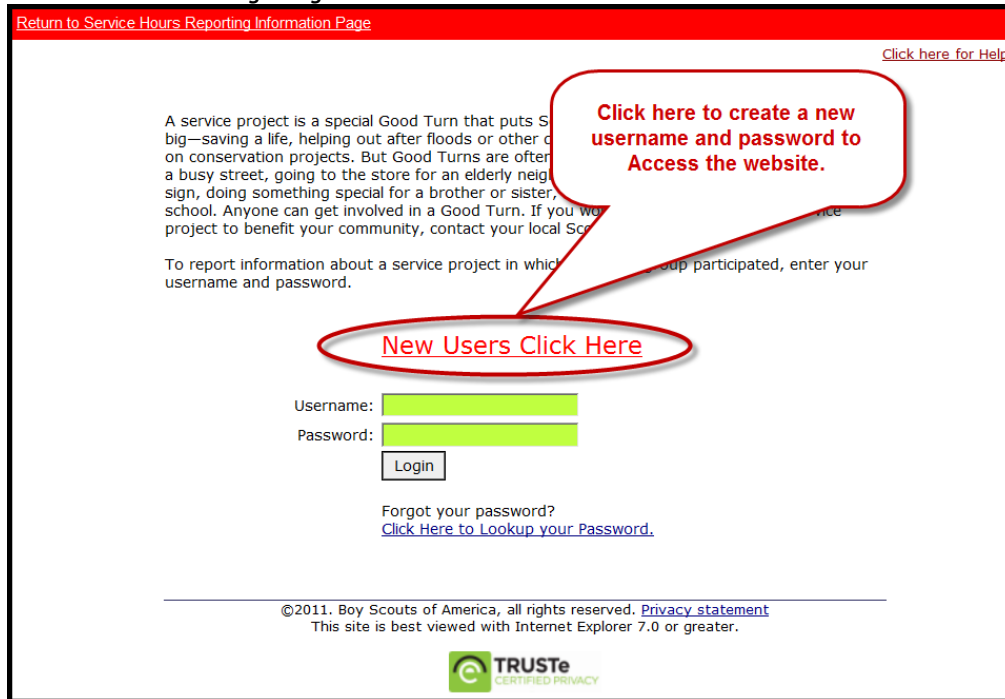 Return to Service Hours Reporting Information Page
Click here for Help
Click here to create a new
username and password to
Access the website.
A service project is a special Good Turn that puts
big—saving a life, helping out after floods or other
on conservation projects. But Good Turns are often
a busy street, going to the store for an elderly
sign, doing something special for a brother or sister,
school. Anyone can get involved in a Good Turn. If you
project to benefit your community, contact your local
To report information about a service project in which participated, enter your
username and password.
New Users Click Here
Username:
Password:
Login
Forgot your password?
Click Here to Lookup your Password.
©2011. Boy Scouts of America, all rights reserved. Privacy statement
This site is best viewed with Internet Explorer 7.0 or greater.
TRUSTe
CERTIFIED PRIVACY